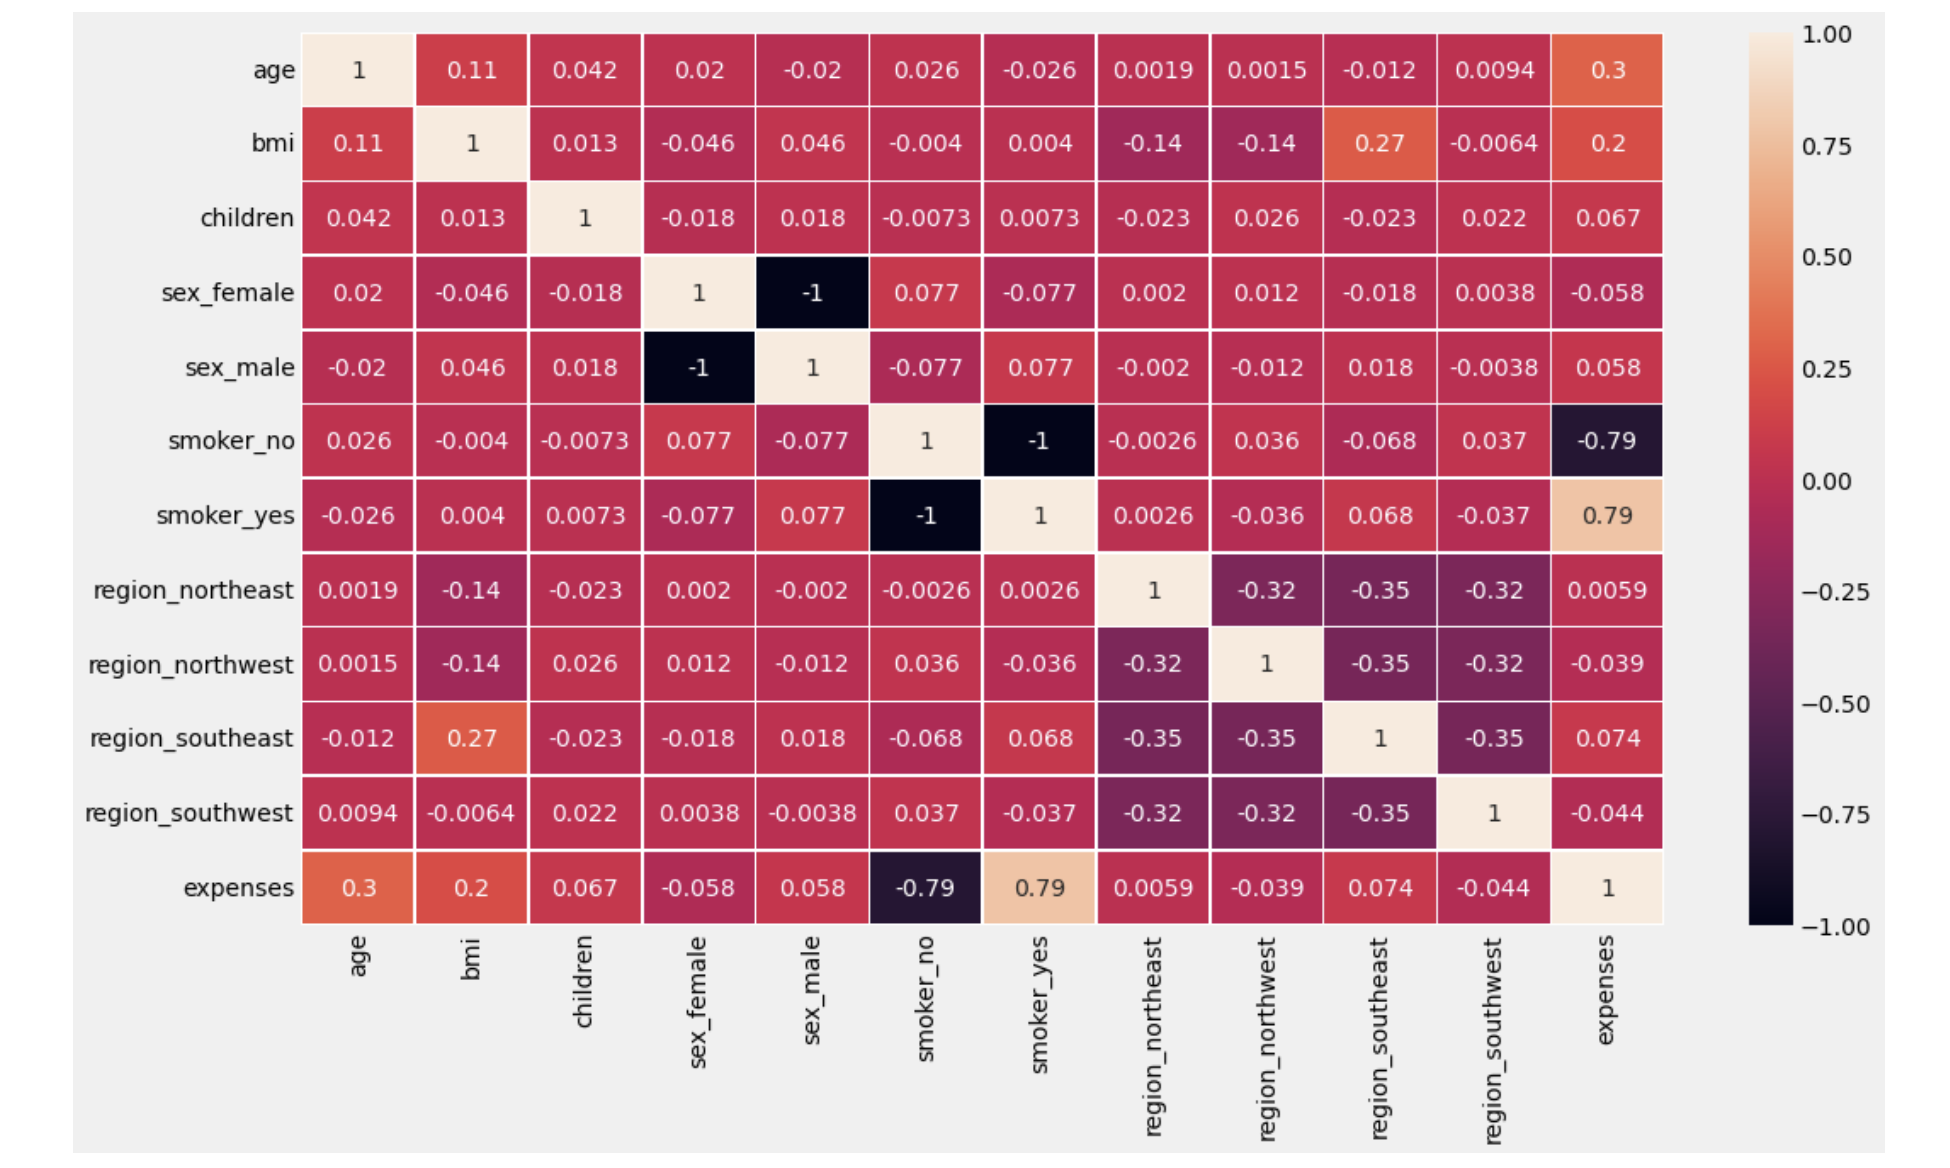 age 1 0.11 0.042 0.02 -0.02 0.026 -0.026 0.0019 0.0015 -0.012 0.0094 0.3
bmi 0.11 1 0.013 -0.046 0.046 -0.004 0.004 -0.14 -0.14 0.27 -0.0064 0.2
children 0.042 0.013 1 -0.018 0.018 -0.0073 0.0073 -0.023 0.026 -0.023 0.022 0.067
sex_female 0.02 -0.046 -0.018 1 -1 0.077 -0.077 0.002 0.012 -0.018 0.0038 -0.058
sex_male -0.02 0.046 0.018 -1 1 -0.077 0.077 -0.002 -0.012 0.018 -0.0038 0.058
smoker_no 0.026 -0.004 -0.0073 0.077 -0.077 1 -1 -0.0026 0.036 -0.068 0.037 -0.79
smoker_yes -0.026 0.004 0.0073 -0.077 0.077 -1 1 0.0026 -0.036 0.068 -0.037 0.79
region_northeast 0.0019 -0.14 -0.023 0.002 -0.002 -0.0026 0.0026 1 -0.32 -0.35 -0.32 0.0059
region_northwest 0.0015 -0.14 0.026 0.012 -0.012 0.036 -0.036 -0.32 1 -0.35 -0.32 -0.039
region_southeast -0.012 0.27 -0.023 -0.018 0.018 -0.068 0.068 -0.35 -0.35 1 -0.35 0.074
region_southwest 0.0094 -0.0064 0.022 0.0038 -0.0038 0.037 -0.037 -0.32 -0.32 -0.35 1 -0.044
expenses 0.3 0.2 0.067 -0.058 0.058 -0.79 0.79 0.0059 -0.039 0.074 -0.044 1
age
bmi
children
sex_female
sex_male
smoker_no
smoker_yes
region_northeast
region_northwest
region_southeast
region_southwest
expenses
1.00
0.75
0.50
0.25
0.00
−0.25
−0.50
−0.75
−1.00